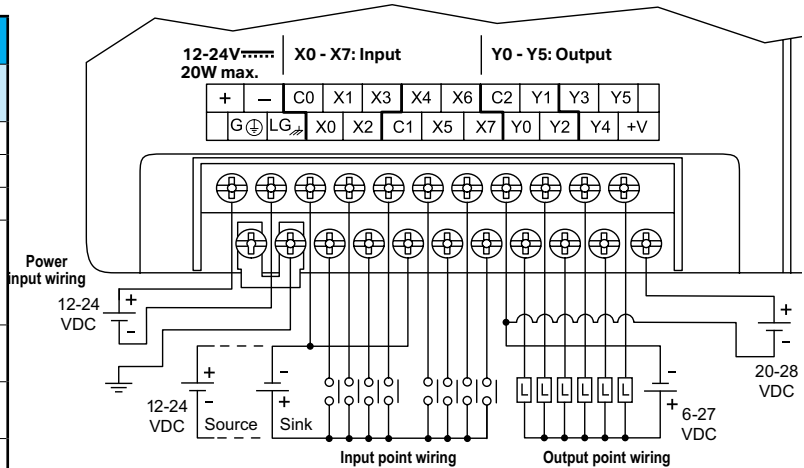 12-24V
20W max.
X0 - X7: Input
Y0 - Y5: Output
+ – C0 X1 X3 X4 X6 C2 Y1 Y3 Y5
G LG X0 X2 C1 X5 X7 Y0 Y2 Y4 +V
Power
input wiring
12-24
VDC
+
-
12-24
VDC
+
-
Source
-
+
Sink
L L L L L L
-
+
6-27
VDC
+
-
20-28
VDC
Input point wiring
Output point wiring